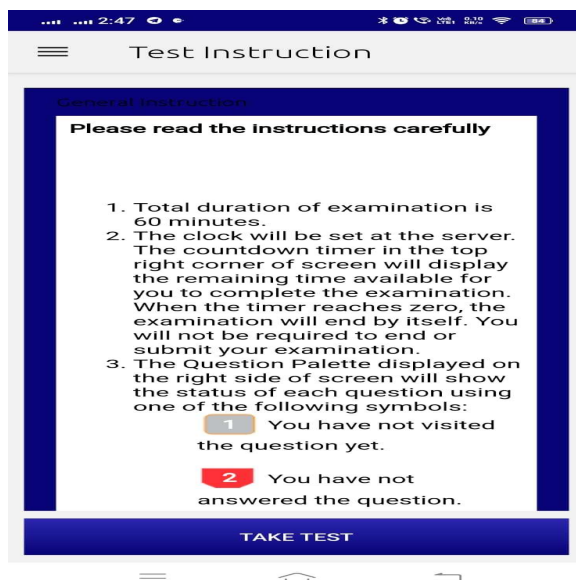 2:47
VoLTE1 0.10 KB/s 84
Test Instruction
General Instruction
Please read the instructions carefully
1. Total duration of examination is
60 minutes.
2. The clock will be set at the server.
The countdown timer in the top
right corner of screen will display
the remaining time available for
you to complete the examination.
When the timer reaches zero, the
examination will end by itself. You
will not be required to end or
submit your examination.
3. The Question Palette displayed on
the right side of screen will show
the status of each question using
one of the following symbols:
1 You have not visited
the question yet.
2 You have not
answered the question.
TAKE TEST